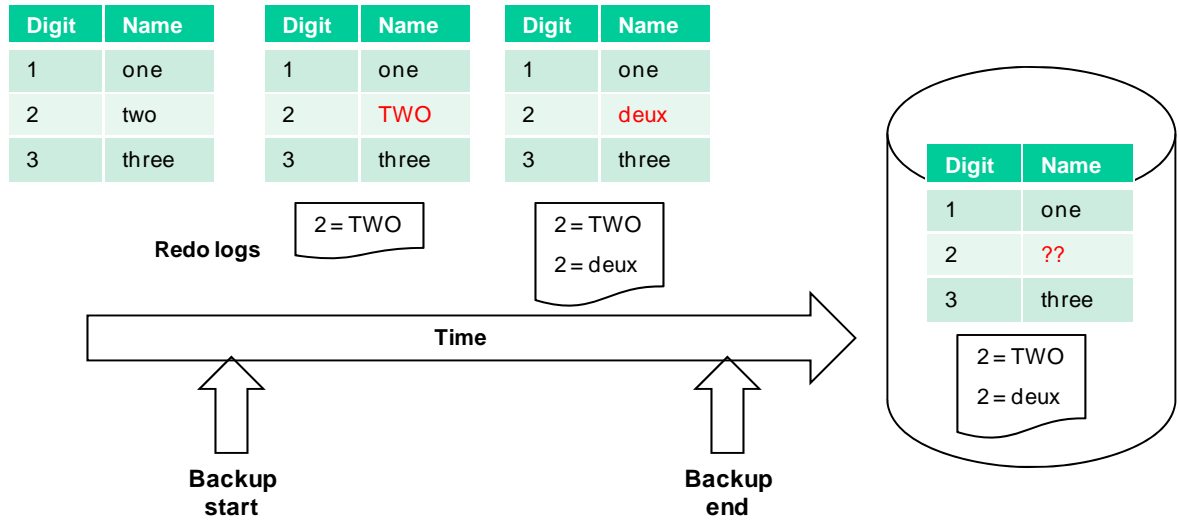 Digit Name
1 one
2 two
3 three
Digit Name
1 one
2 TWO
3 three
Digit Name
1 one
2 deux
3 three
Redo logs
2 = TWO
2 = TWO
2 = deux
Time
Backup
start
Backup
end
Digit Name
1 one
2 ??
3 three
2 = TWO
2 = deux